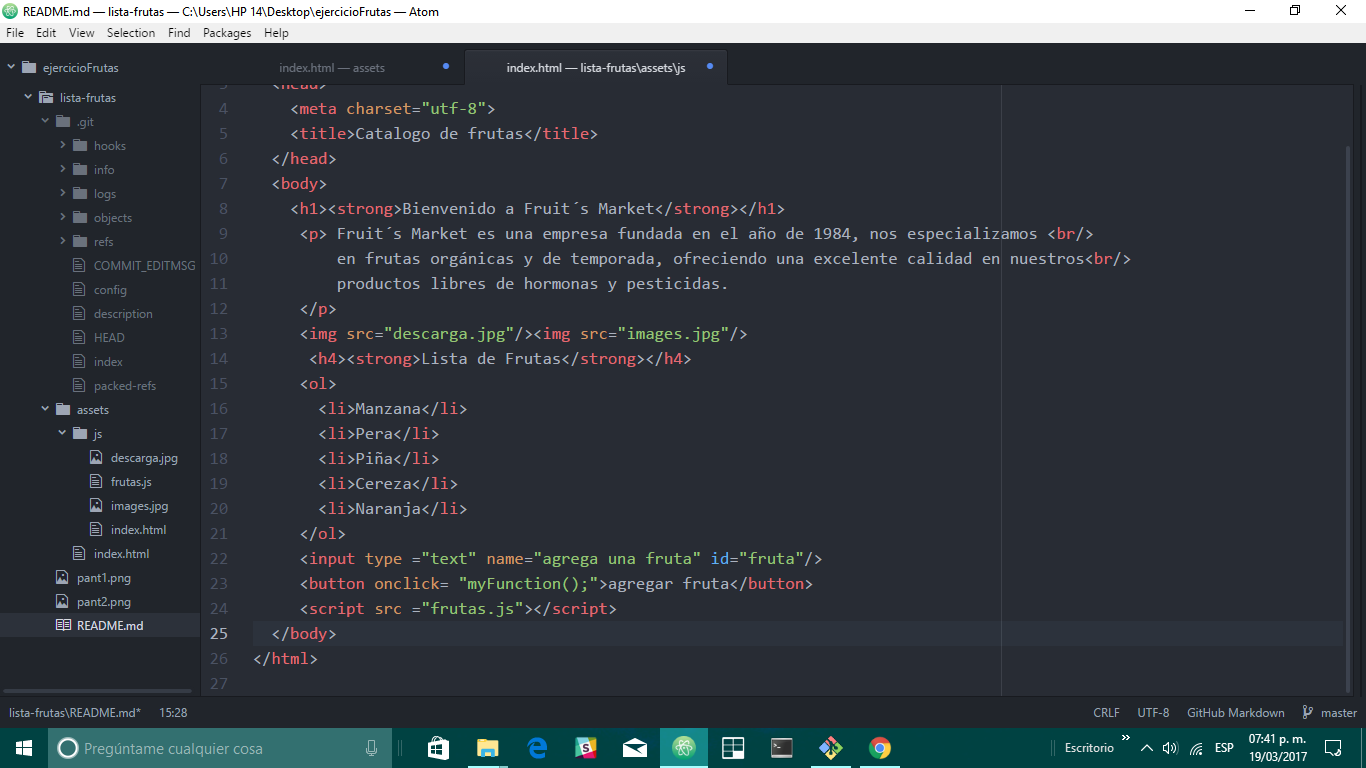 README.md — lista-frutas — C:\Users\HP 14\Desktop\ejercicioFrutas — Atom
File Edit View Selection Find Packages Help
ejercicioFrutas
lista-frutas
.git
hooks
info
logs
objects
refs
COMMIT_EDITMSG
config
description
HEAD
index
packed-refs
assets
js
descarga.jpg
frutas.js
images.jpg
index.html
index.html
pant1.png
pant2.png
README.md
index.html — assets
index.html — lista-frutas\assets\js
3 <head>
4 <meta charset="utf-8">
5 <title>Catalogo de frutas</title>
6 </head>
7 <body>
8 <h1><strong>Bienvenido a Fruit´s Market</strong></h1>
9 <p> Fruit´s Market es una empresa fundada en el año de 1984, nos especializamos <br/>
10 en frutas orgánicas y de temporada, ofreciendo una excelente calidad en nuestros<br/>
11 productos libres de hormonas y pesticidas.
12 </p>
13 <img src="descarga.jpg"/><img src="images.jpg"/>
14 <h4><strong>Lista de Frutas</strong></h4>
15 <ol>
16 <li>Manzana</li>
17 <li>Pera</li>
18 <li>Piña</li>
19 <li>Cereza</li>
20 <li>Naranja</li>
21 </ol>
22 <input type ="text" name="agrega una fruta" id="fruta"/>
23 <button onclick= "myFunction();">agregar fruta</button>
24 <script src ="frutas.js"></script>
25 </body>
26 </html>
27
lista-frutas\README.md* 15:28 CRLF UTF-8 GitHub Markdown master
Pregúntame cualquier cosa
Escritorio
ESP
07:41 p. m.
19/03/2017